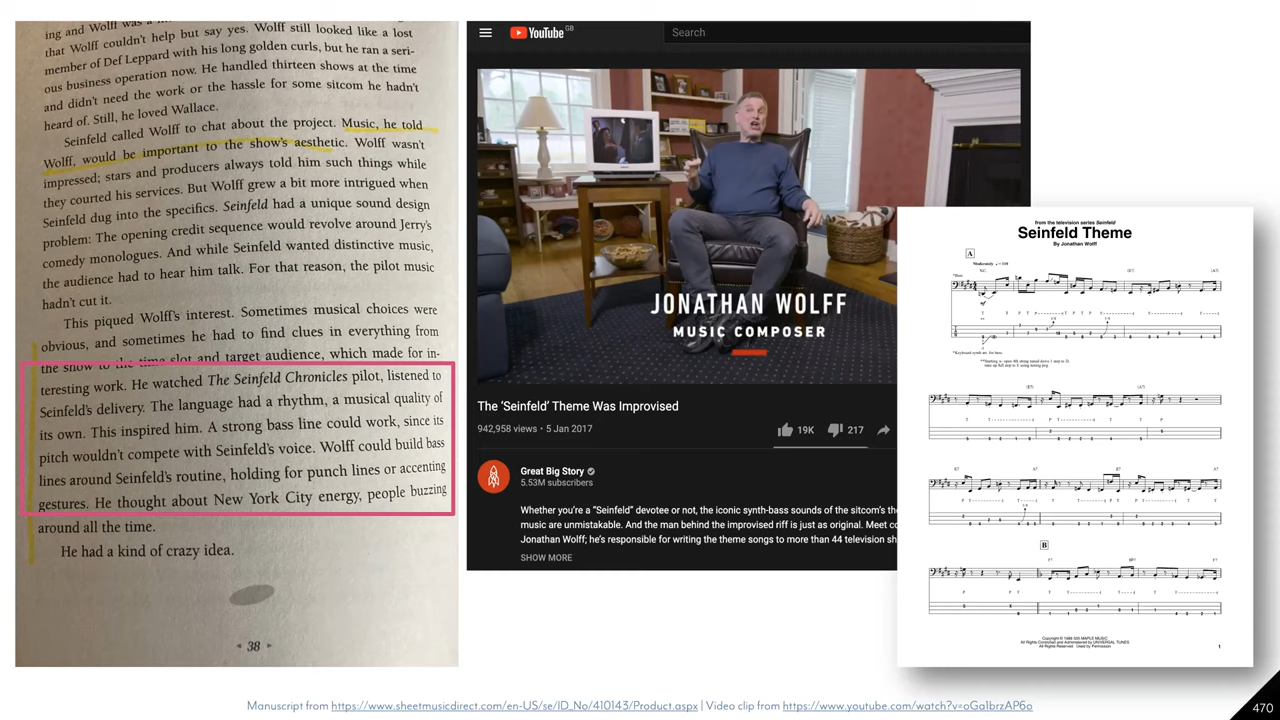 ing and Wolff was a
that Wolff couldn't help but say yes. Wolff still looked like a lost
member of Def Leppard with his long golden curls, but he ran a seri-
ous business operation now. He handled thirteen shows at the time
and didn't need the work or the hassle for some sitcom he hadn't
heard of. Still, he loved Wallace.
Seinfeld called Wolff to chat about the project. Music, he told
Wolff, would be important to the show's aesthetic. Wolff wasn't
impressed; stars and producers always told him such things while
they courted his services. But Wolff grew a bit more intrigued when
Seinfeld dug into the specifics. Seinfeld had a unique sound design
problem: The opening credit sequence would revolve around Jerry's
comedy monologues. And while Seinfeld wanted distinctive music,
the audience had to hear him talk. For that reason, the pilot music
hadn't cut it.
This piqued Wolff's interest. Sometimes musical choices were
obvious, and sometimes he had to find clues in everything from
the show to the time slot and target audience, which made for in-
teresting work. He watched The Seinfeld Chronicles pilot, listened to
Seinfeld's delivery. The language had a rhythm, a musical quality of
its own. This inspired him. A strong bass line could work, since its
pitch wouldn't compete with Seinfeld's voice. Wolff could build bass
lines around Seinfeld's routine, holding for punch lines or accenting
gestures. He thought about New York City energy, people buzzing
around all the time.
He had a kind of crazy idea.
38
YouTube GB
Search
JONATHAN WOLFF
MUSIC COMPOSER
The 'Seinfeld' Theme Was Improvised
942,958 views • 5 Jan 2017
19K
217
Great Big Story
5.53M subscribers
Whether you're a "Seinfeld" devotee or not, the iconic synth-bass sounds of the sitcom's the
music are unmistakable. And the man behind the improvised riff is just as original. Meet co
Jonathan Wolff; he's responsible for writing the theme songs to more than 44 television sh
SHOW MORE
from the television series Seinfeld
Seinfeld Theme
By Jonathan Wolff
A
B
All Rights Reserved Used by Permission
1
Manuscript from https://www.sheetmusicdirect.com/en-US/se/ID_No/410143/Product.aspx | Video clip from https://www.youtube.com/watch?v=oGa1brzAP6o
470